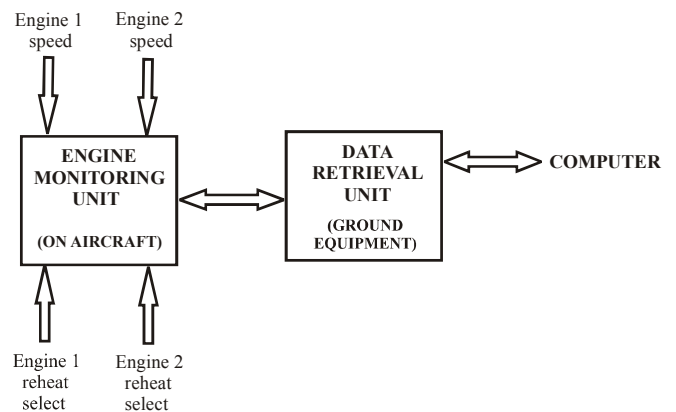 Engine 1
speed
Engine 2
speed
ENGINE
MONITORING
UNIT
(ON AIRCRAFT)
DATA
RETRIEVAL
UNIT
(GROUND
EQUIPMENT)
COMPUTER
Engine 1
reheat
select
Engine 2
reheat
select